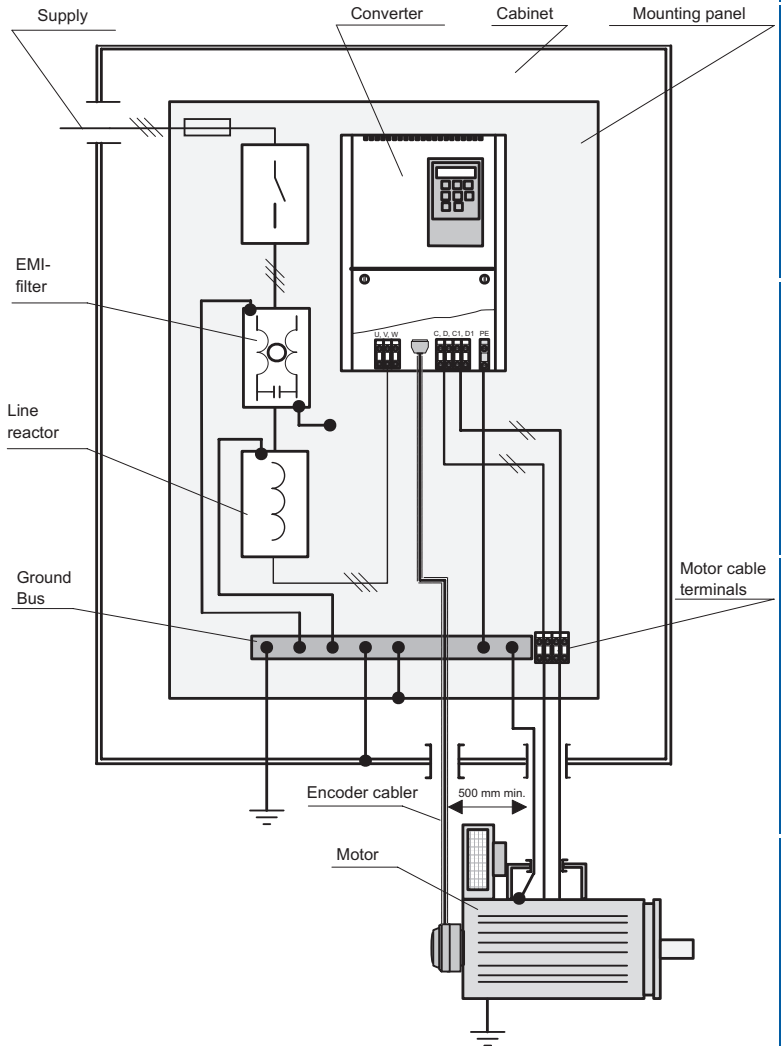 Supply
Converter
Cabinet
Mounting panel
EMI-
filter
U, V, W
C, D, C1, D1
PE
Line
reactor
Ground
Bus
Motor cable
terminals
Encoder cabler
500 mm min.
Motor